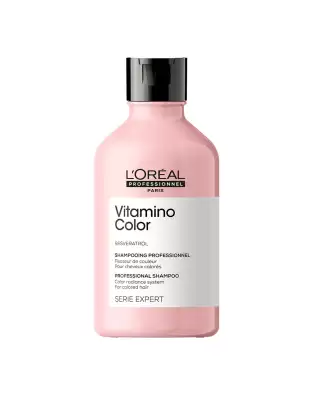 L'ORÉAL
PROFESSIONNEL
PARIS
Vitamino
Color
RESVERATROL
SHAMPOOING PROFESSIONNEL
Fixateur de couleur
Pour cheveux colorés
PROFESSIONAL SHAMPOO
Color radiance system
For colored hair
SERIE EXPERT